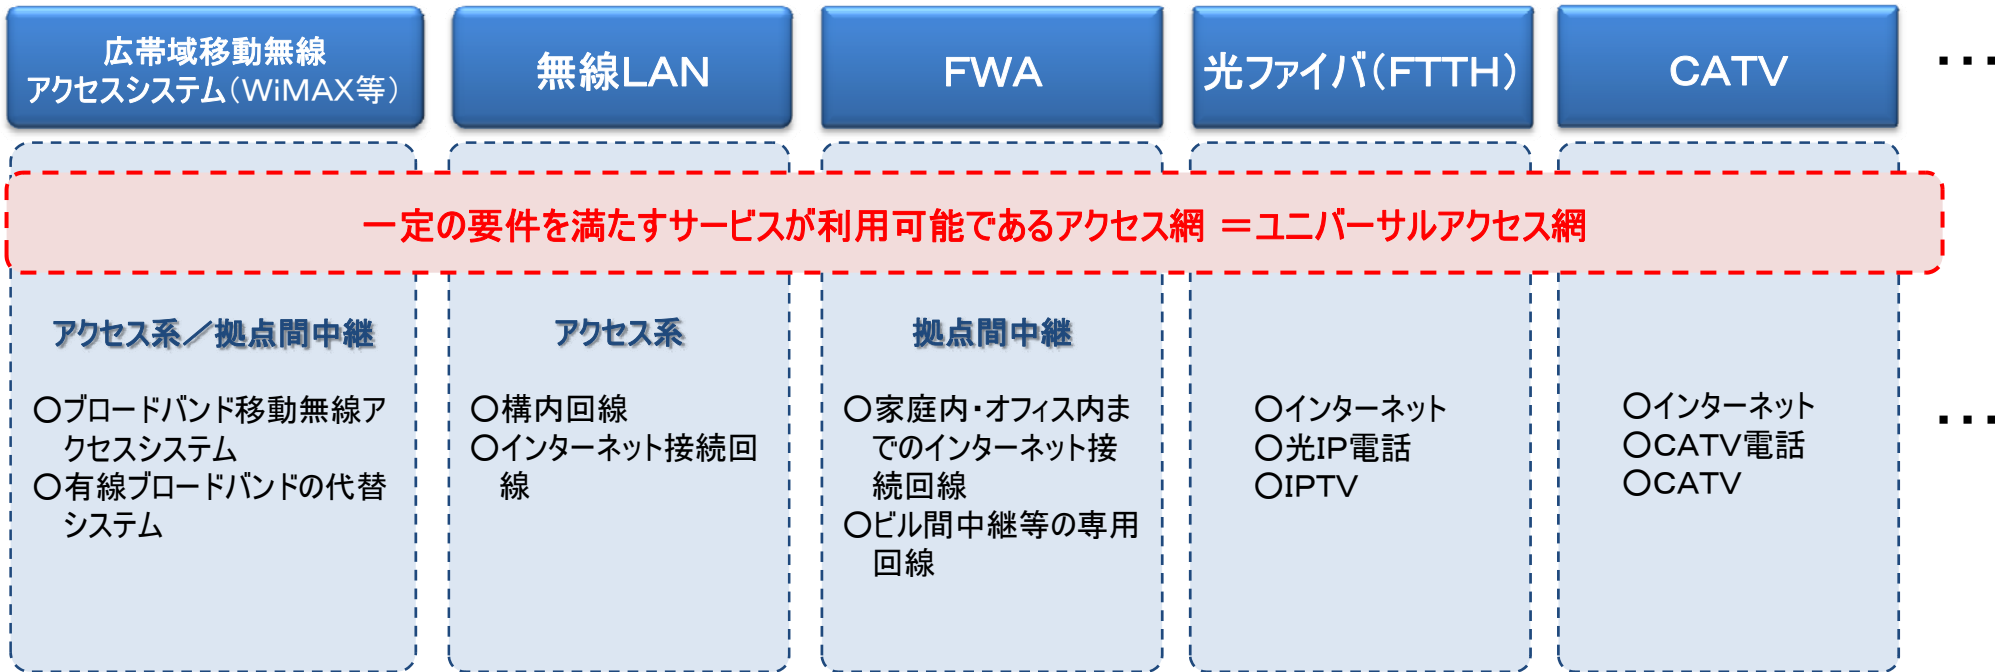 広帯域移動無線
アクセスシステム(WiMAX等)
無線LAN
FWA
光ファイバ(FTTH)
CATV
・・・
一定の要件を満たすサービスが利用可能であるアクセス網 =ユニバーサルアクセス網
アクセス系/拠点間中継
○ブロードバンド移動無線ア
クセスシステム
○有線ブロードバンドの代替
システム
アクセス系
○構内回線
○インターネット接続回
線
拠点間中継
○家庭内・オフィス内ま
でのインターネット接
続回線
○ビル間中継等の専用
回線
○インターネット
○光IP電話
○IPTV
○インターネット
○CATV電話
○CATV
・・・